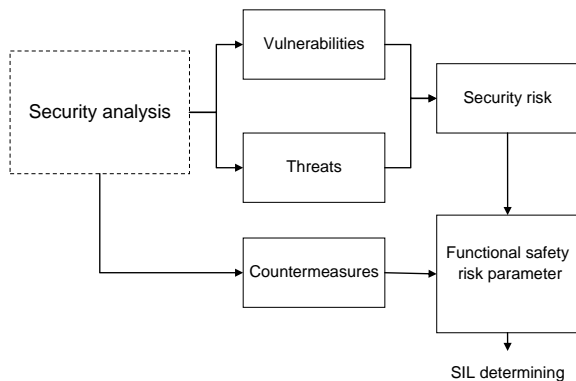 Vulnerabilities
Security analysis
Security risk
Threats
Countermeasures
Functional safety
risk parameter
SIL determining